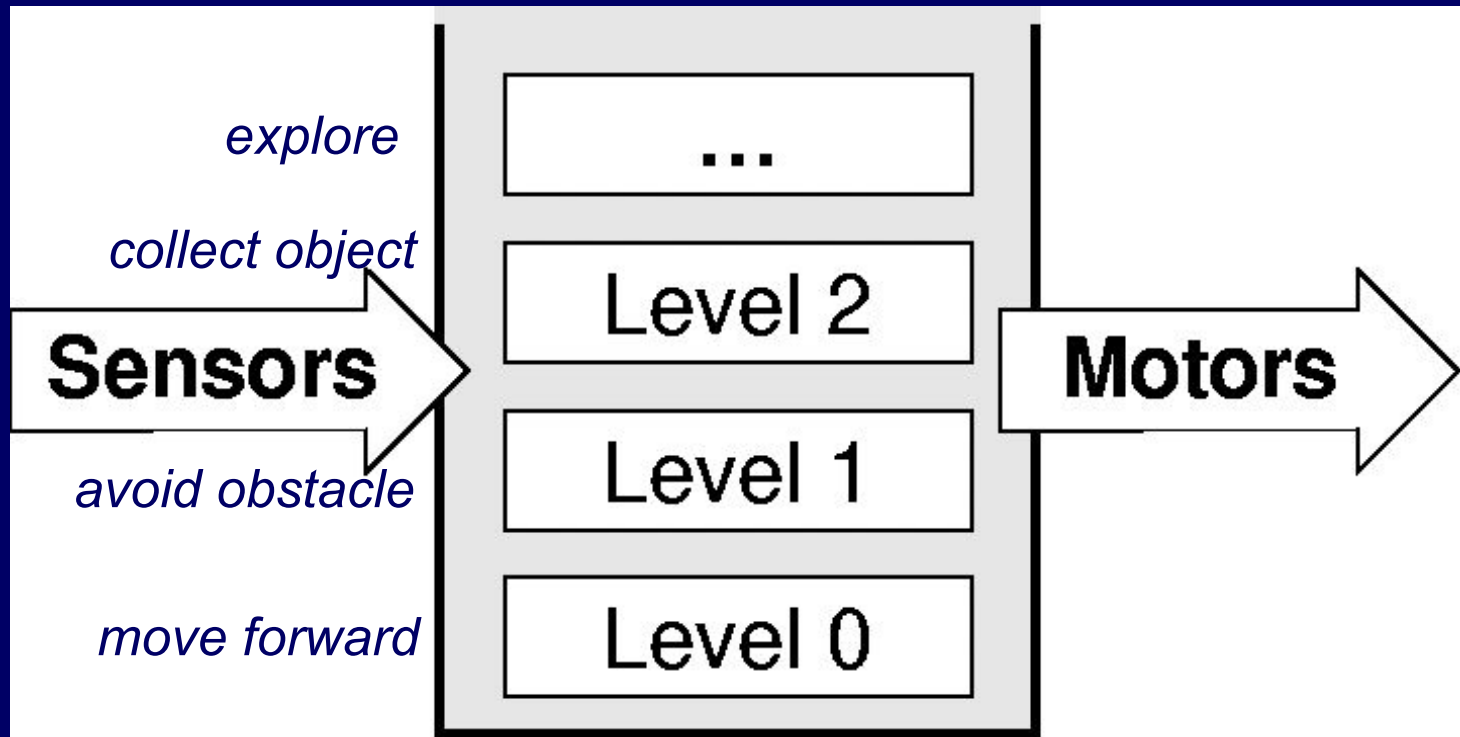 explore
...
collect object
Level 2
Sensors
Motors
avoid obstacle
Level 1
move forward
Level 0